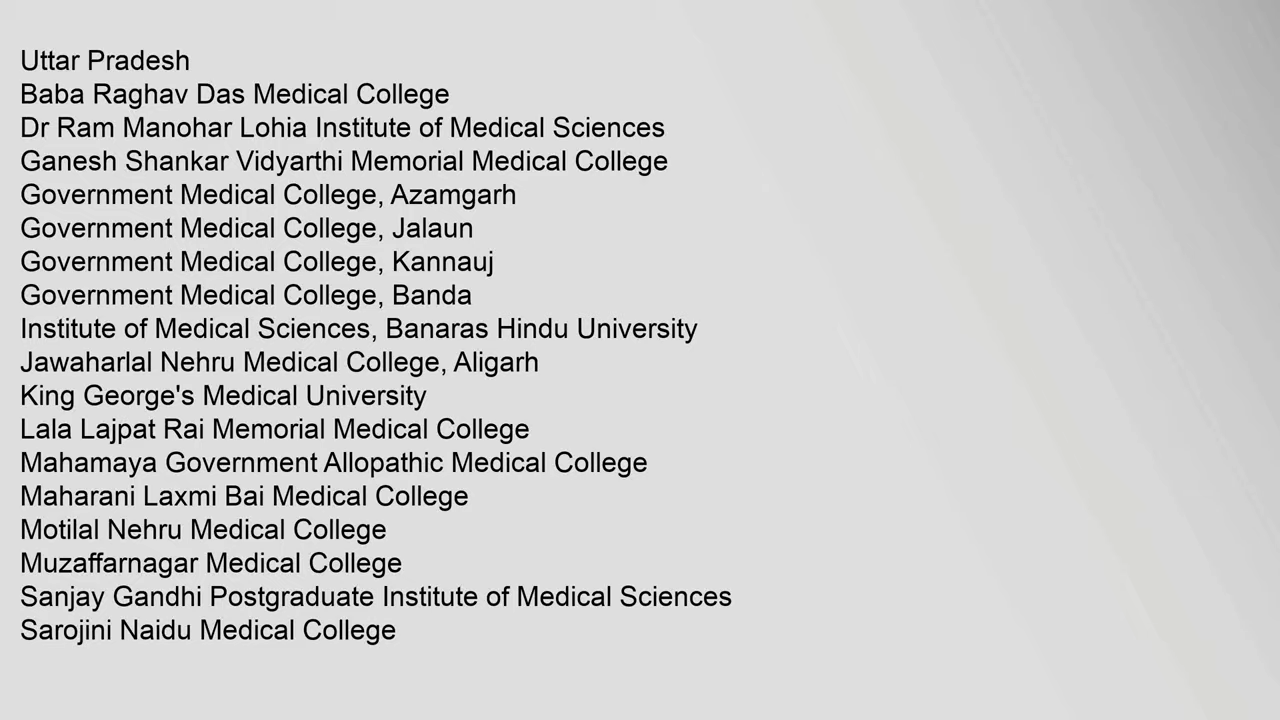 Uttar Pradesh
Baba Raghav Das Medical College
Dr Ram Manohar Lohia Institute of Medical Sciences
Ganesh Shankar Vidyarthi Memorial Medical College
Government Medical College, Azamgarh
Government Medical College, Jalaun
Government Medical College, Kannauj
Government Medical College, Banda
Institute of Medical Sciences, Banaras Hindu University
Jawaharlal Nehru Medical College, Aligarh
King George's Medical University
Lala Lajpat Rai Memorial Medical College
Mahamaya Government Allopathic Medical College
Maharani Laxmi Bai Medical College
Motilal Nehru Medical College
Muzaffarnagar Medical College
Sanjay Gandhi Postgraduate Institute of Medical Sciences
Sarojini Naidu Medical College